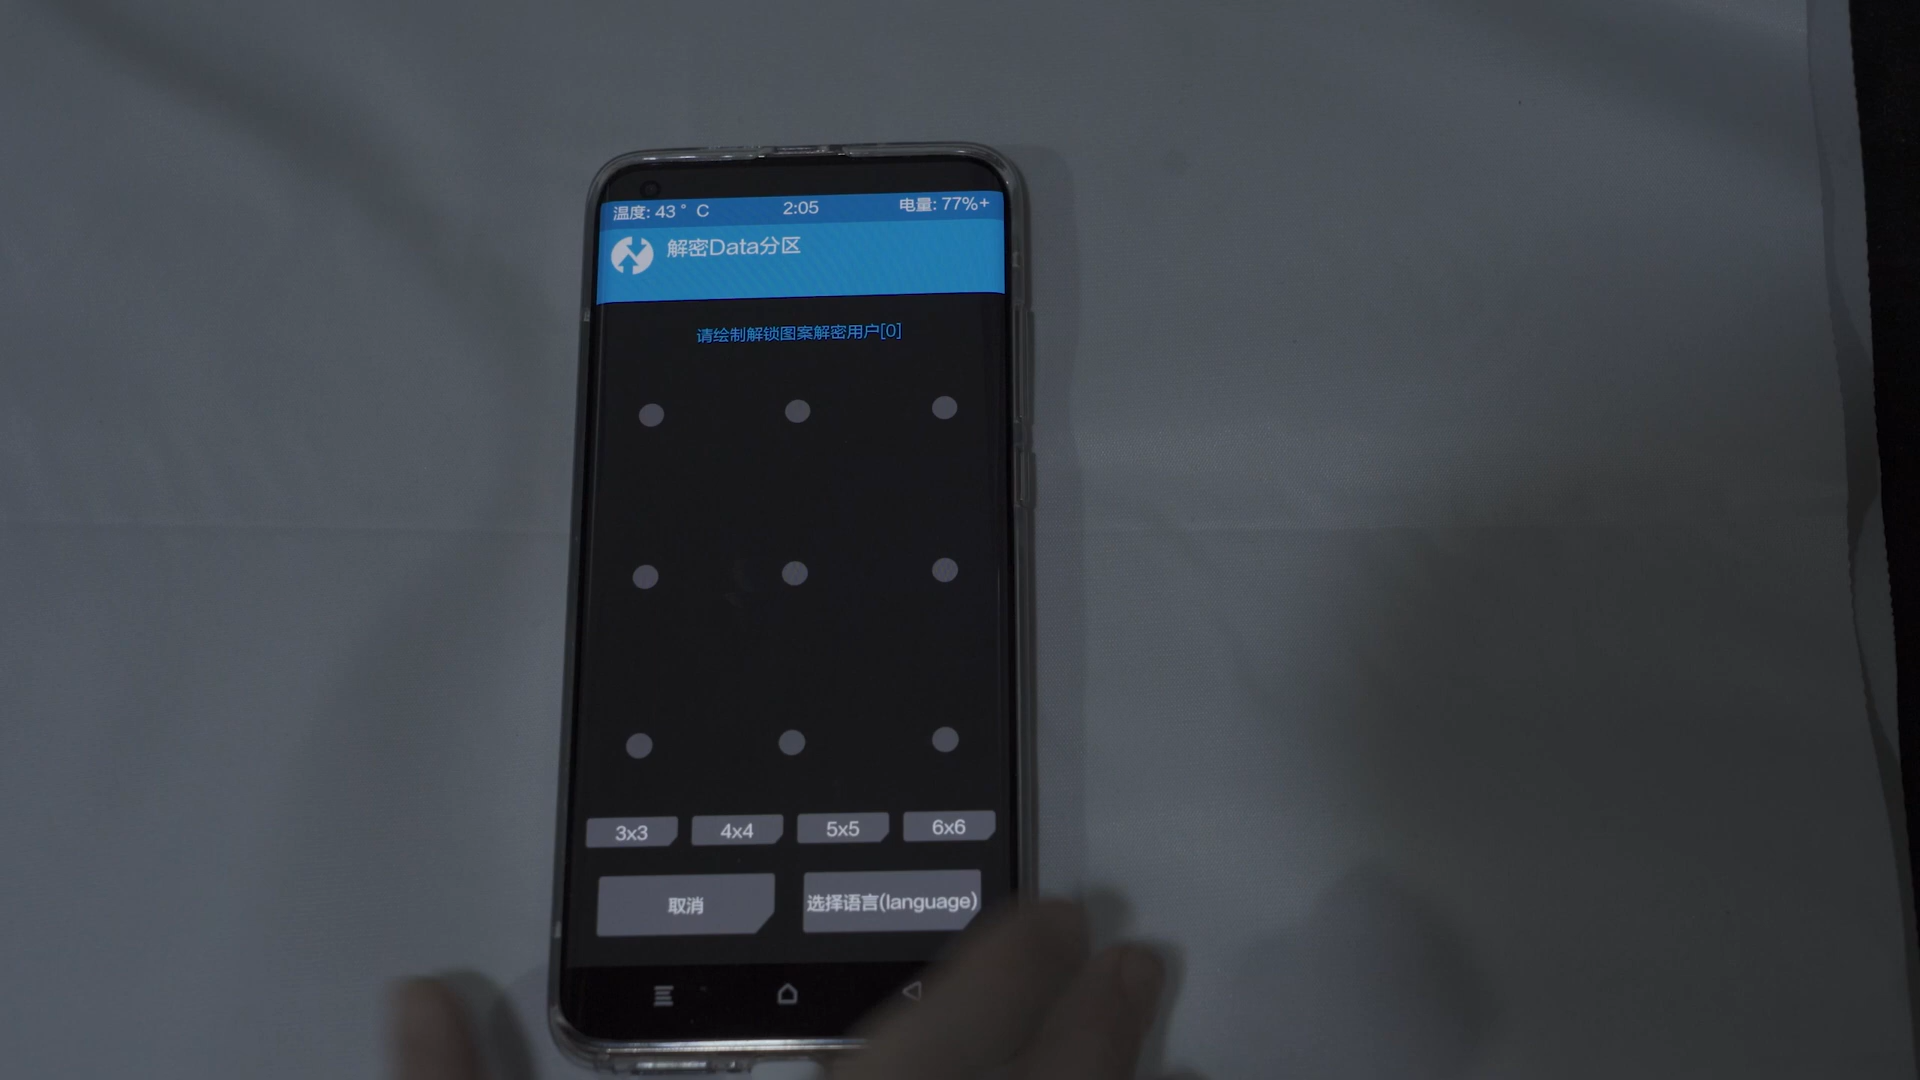 温度: 43 ° C 2:05 电量: 77%+
解密Data分区
请绘制解锁图案解密用户[0]
3x3 4x4 5x5 6x6
取消 选择语言(language)